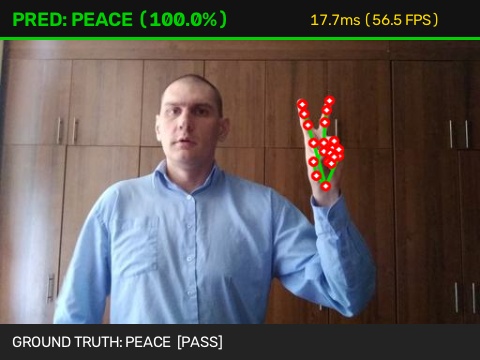 PRED: PEACE (100.0%)
17.7ms (56.5 FPS)
GROUND TRUTH: PEACE [PASS]